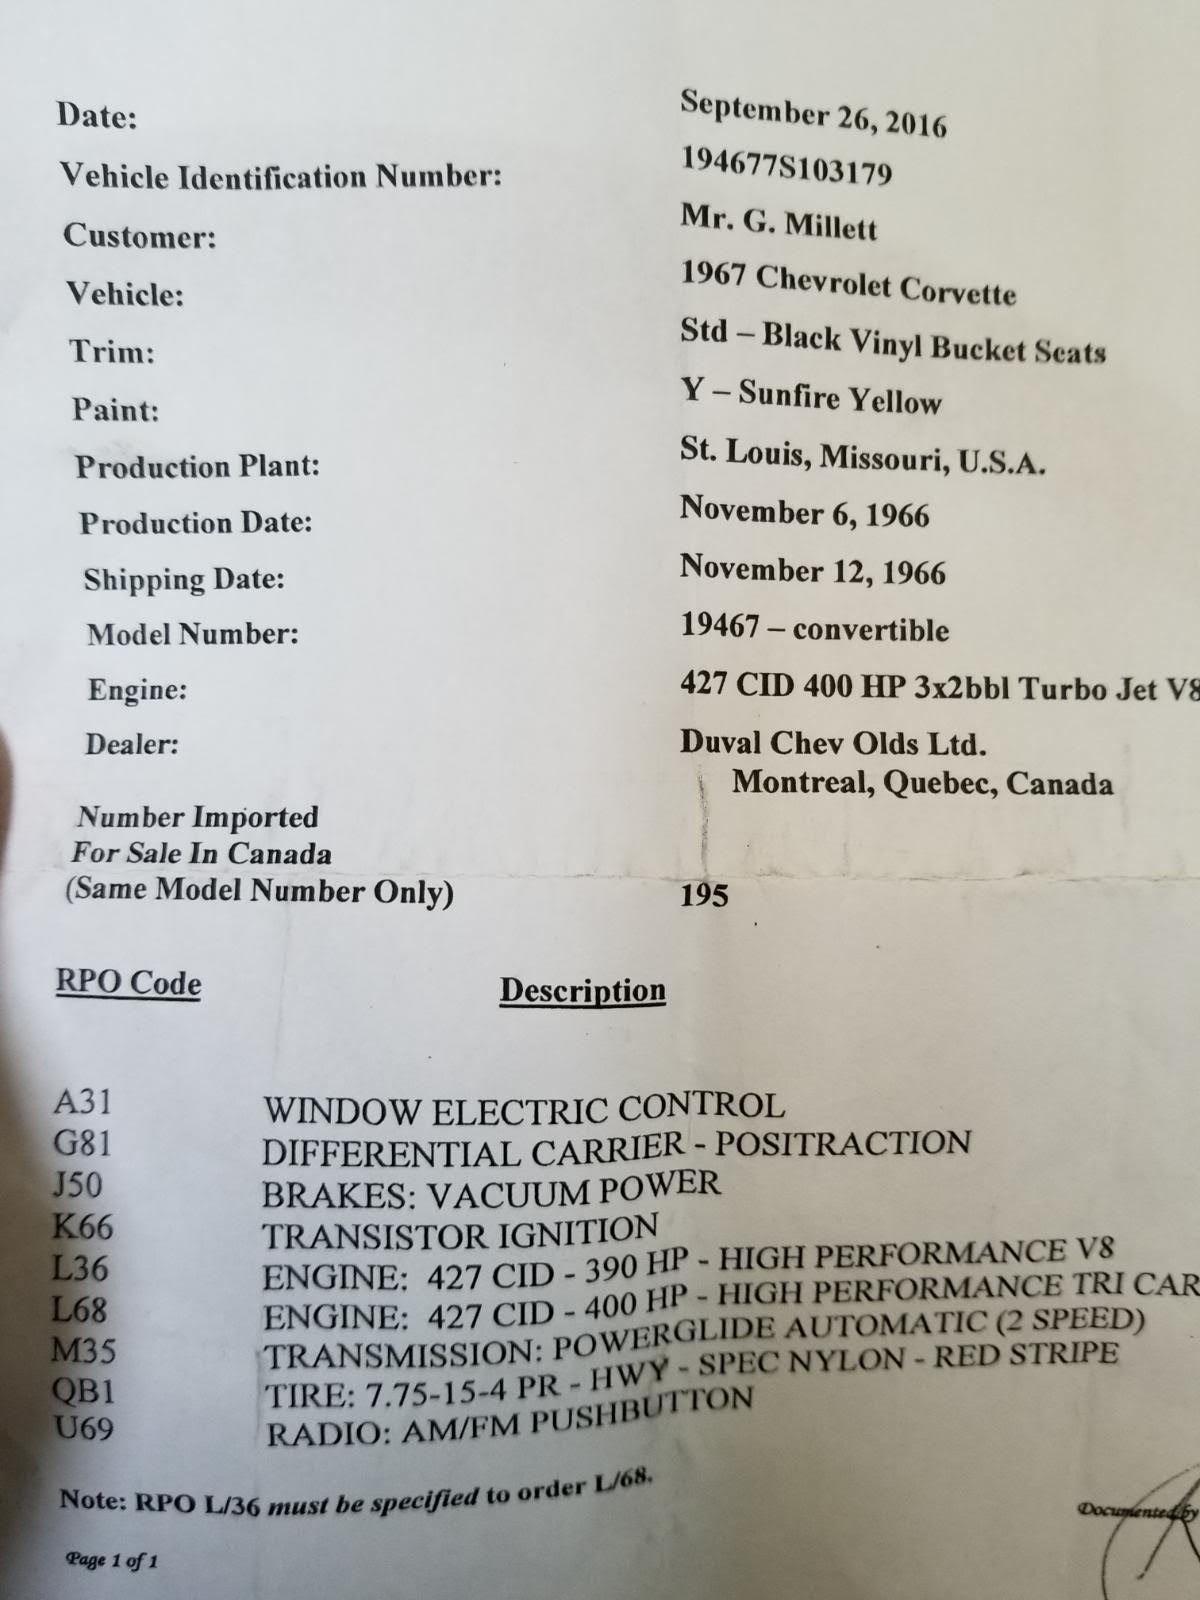 Date: September 26, 2016
Vehicle Identification Number: 194677S103179
Customer: Mr. G. Millett
Vehicle: 1967 Chevrolet Corvette
Trim: Std – Black Vinyl Bucket Seats
Paint: Y – Sunfire Yellow
Production Plant: St. Louis, Missouri, U.S.A.
Production Date: November 6, 1966
Shipping Date: November 12, 1966
Model Number: 19467 – convertible
Engine: 427 CID 400 HP 3x2bbl Turbo Jet V8
Dealer: Duval Chev Olds Ltd.
Montreal, Quebec, Canada
Number Imported
For Sale In Canada
(Same Model Number Only) 195
RPO Code Description
A31 WINDOW ELECTRIC CONTROL
G81 DIFFERENTIAL CARRIER - POSITRACTION
J50 BRAKES: VACUUM POWER
K66 TRANSISTOR IGNITION
L36 ENGINE: 427 CID - 390 HP - HIGH PERFORMANCE V8
L68 ENGINE: 427 CID - 400 HP - HIGH PERFORMANCE TRI CAR
M35 TRANSMISSION: POWERGLIDE AUTOMATIC (2 SPEED)
QB1 TIRE: 7.75-15-4 PR - HWY - SPEC NYLON - RED STRIPE
U69 RADIO: AM/FM PUSHBUTTON
Note: RPO L/36 must be specified to order L/68.
Documented by
Page 1 of 1